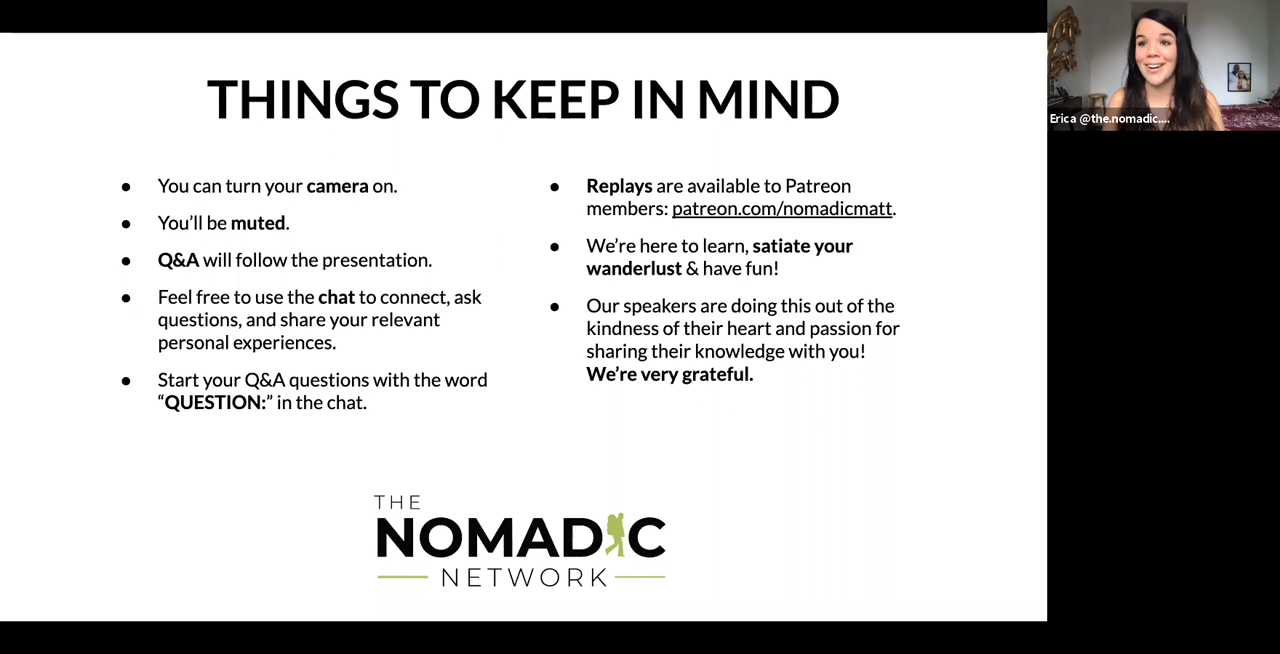 THINGS TO KEEP IN MIND
● You can turn your camera on.
● You’ll be muted.
● Q&A will follow the presentation.
● Feel free to use the chat to connect, ask
questions, and share your relevant
personal experiences.
● Start your Q&A questions with the word
“QUESTION:” in the chat.
● Replays are available to Patreon
members: patreon.com/nomadicmatt.
● We’re here to learn, satiate your
wanderlust & have fun!
● Our speakers are doing this out of the
kindness of their heart and passion for
sharing their knowledge with you!
We’re very grateful.
THE
NOMADIC
NETWORK
Erica @the.nomadic....